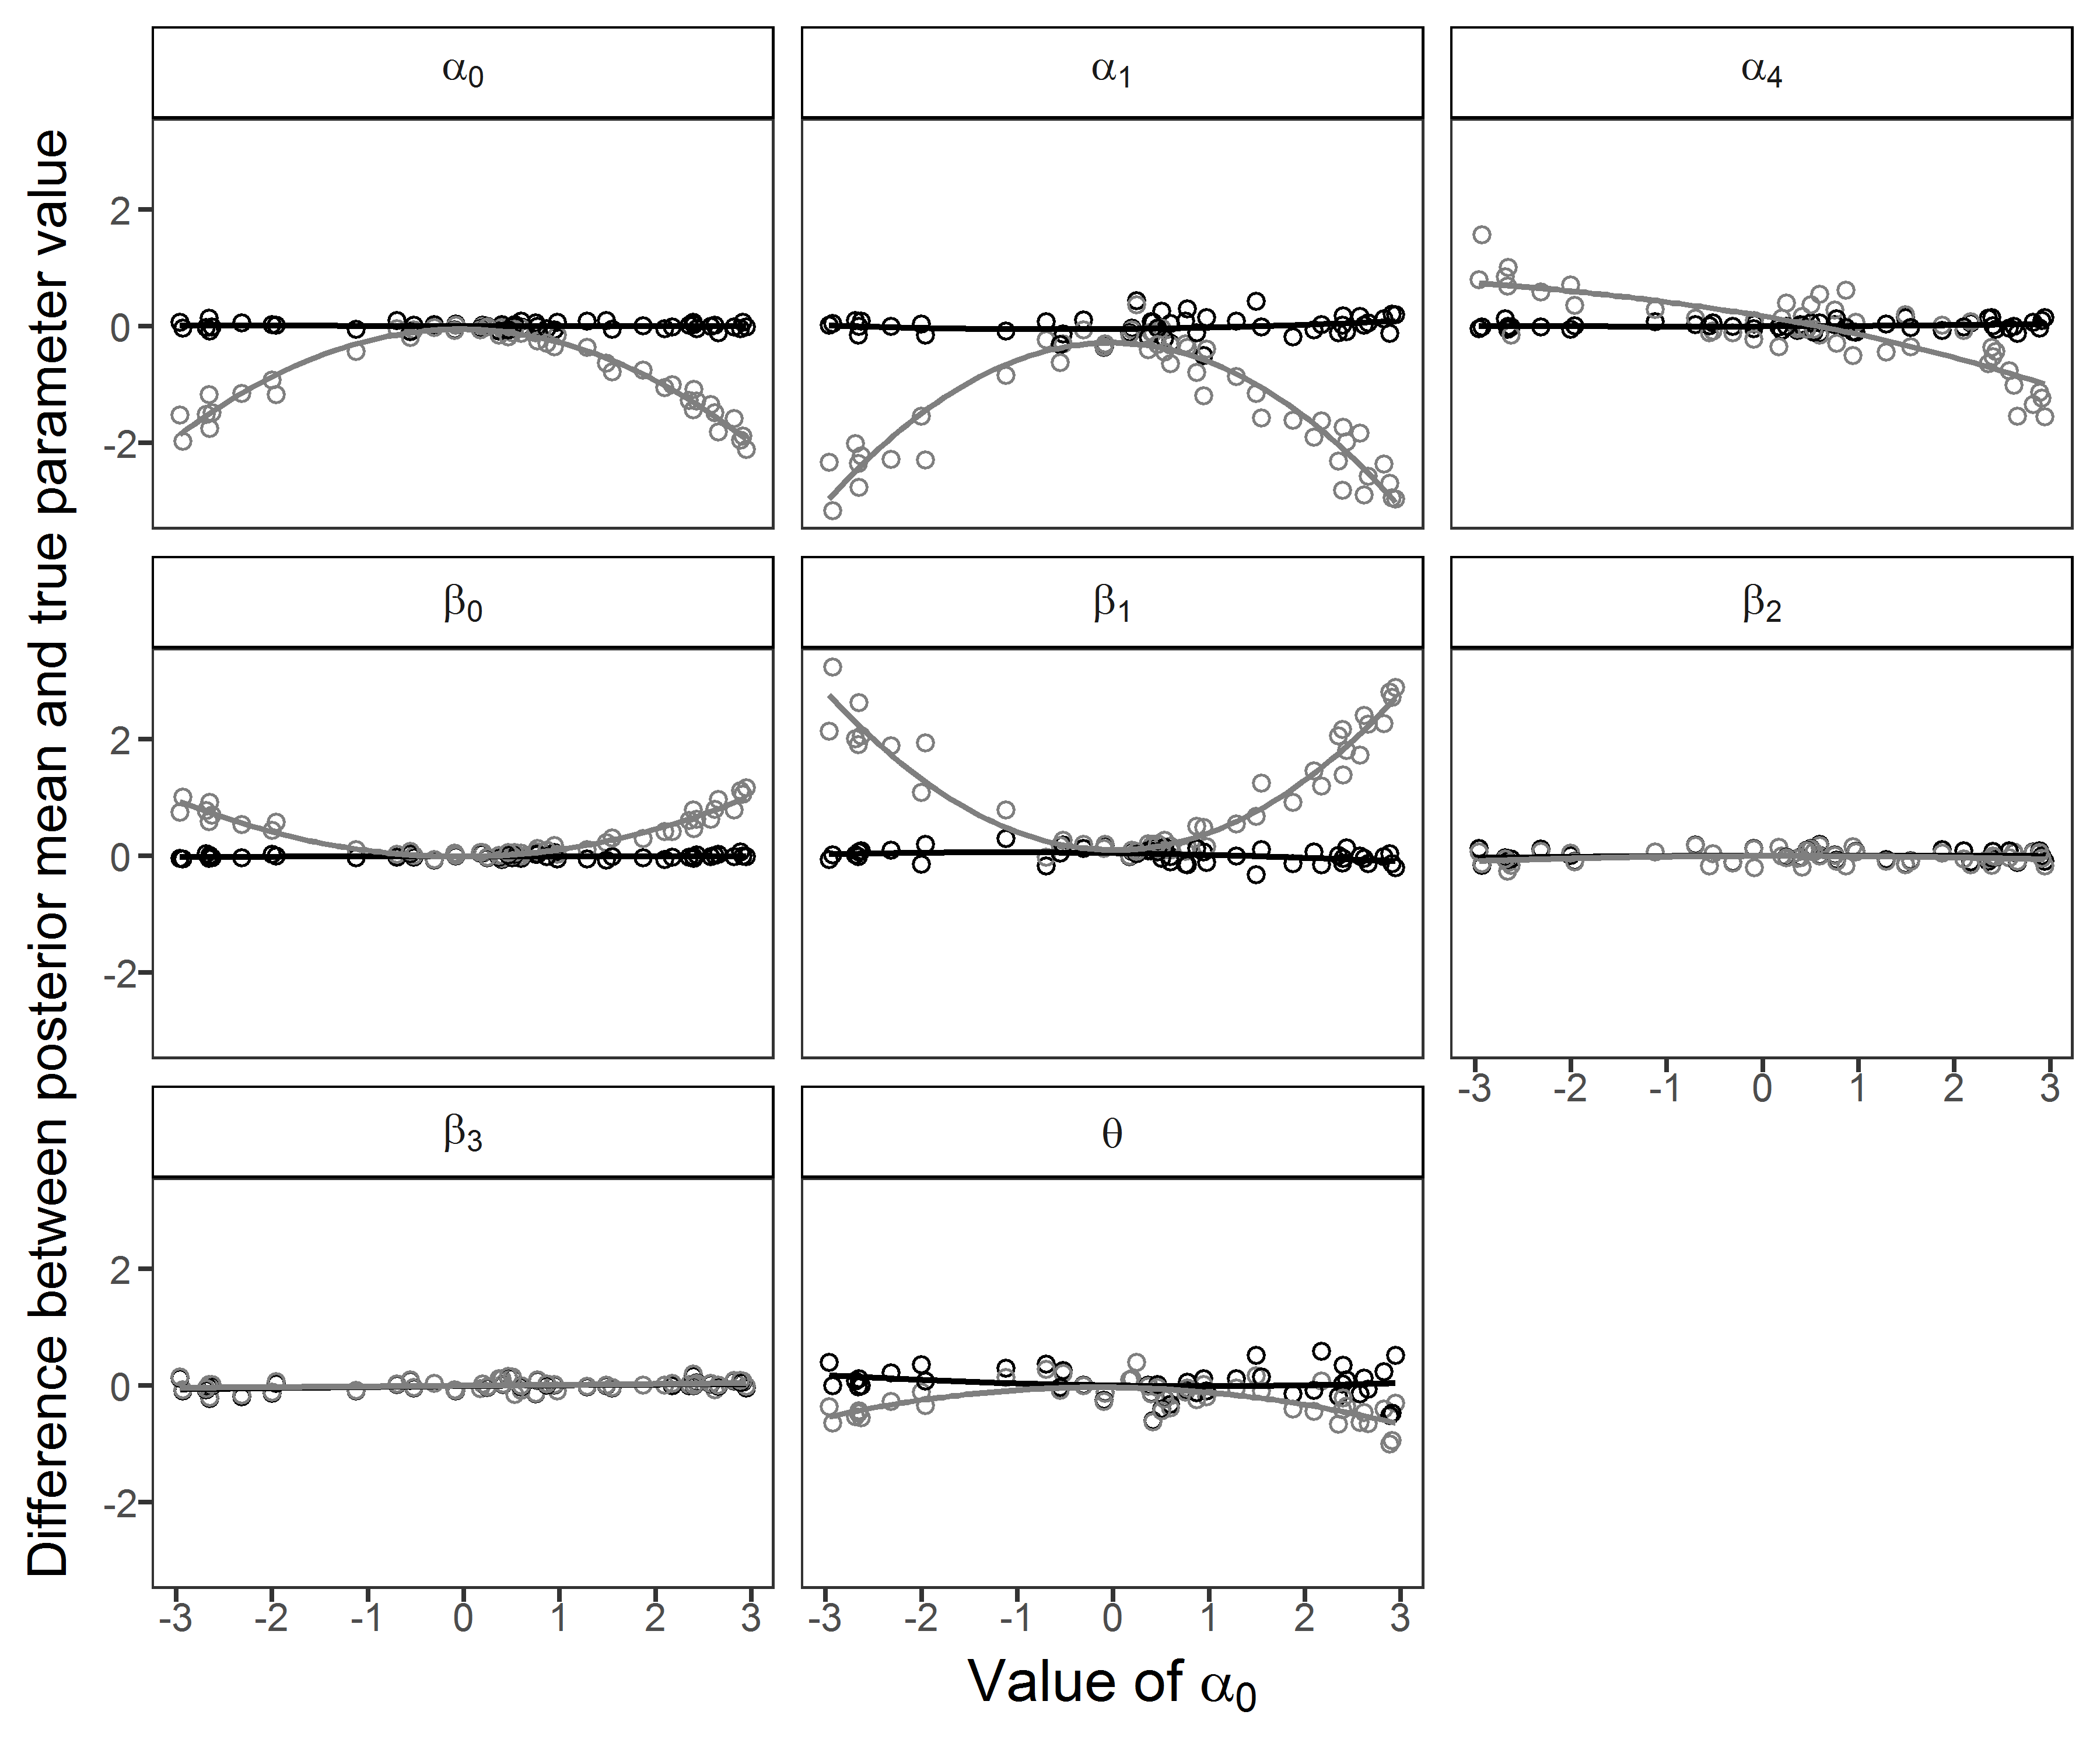 Difference between posterior mean and true parameter value
α0 α1 α4
2
0
-2
β0 β1 β2
2
0
-2
-3 -2 -1 0 1 2 3
β3 θ
2
0
-2
-3 -2 -1 0 1 2 3 -3 -2 -1 0 1 2 3
Value of α0